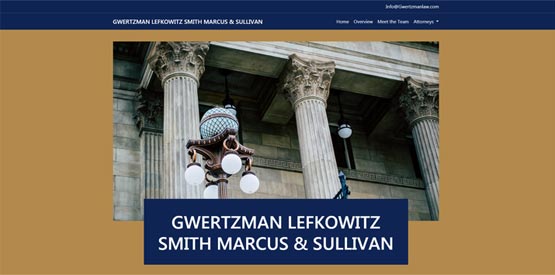 Info@Gwertzmanlaw.com
GWERTZMAN LEFKOWITZ SMITH MARCUS & SULLIVAN
Home Overview Meet the Team Attorneys
GWERTZMAN LEFKOWITZ
SMITH MARCUS & SULLIVAN